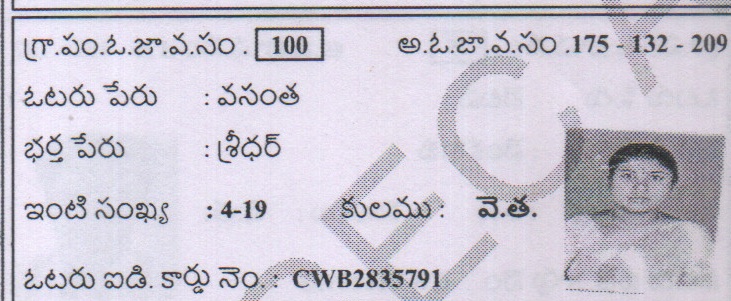 గ్రా.పం.ఓ.జా.వ.సం. 100 అ.ఓ.జా.వ.సం .175 - 132 - 209
ఓటరు పేరు : వసంత
భర్త పేరు : శ్రీధర్
ఇంటి సంఖ్య : 4-19 కులము : వె.త.
ఓటరు ఐడి. కార్డు నెం. : CWB2835791